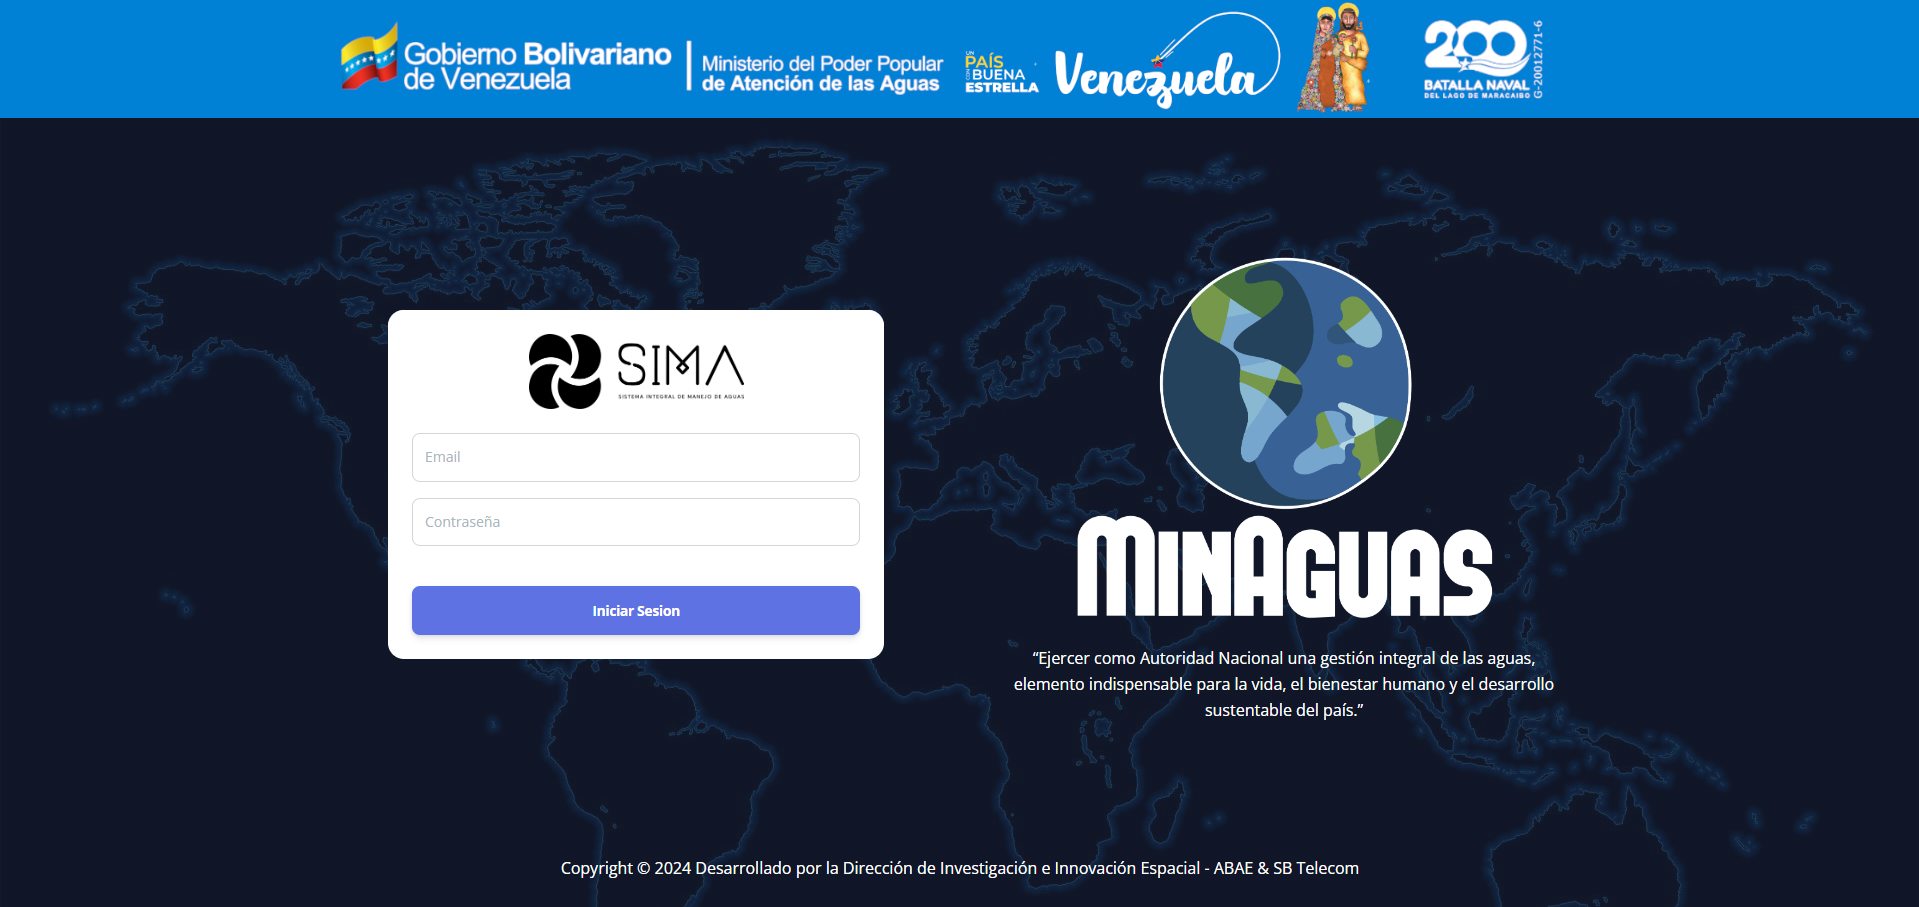 Gobierno Bolivariano
de Venezuela
Ministerio del Poder Popular
de Atención de las Aguas
UN
PAÍS
CON
BUENA
ESTRELLA
Venezuela
200
BATALLA NAVAL
DEL LAGO DE MARACAIBO
G-20012771-6
SIMA
SISTEMA INTEGRAL DE MANEJO DE AGUAS
Email
Contraseña
Iniciar Sesion
MINAGUAS
“Ejercer como Autoridad Nacional una gestión integral de las aguas,
elemento indispensable para la vida, el bienestar humano y el desarrollo
sustentable del país.”
Copyright © 2024 Desarrollado por la Dirección de Investigación e Innovación Espacial - ABAE & SB Telecom